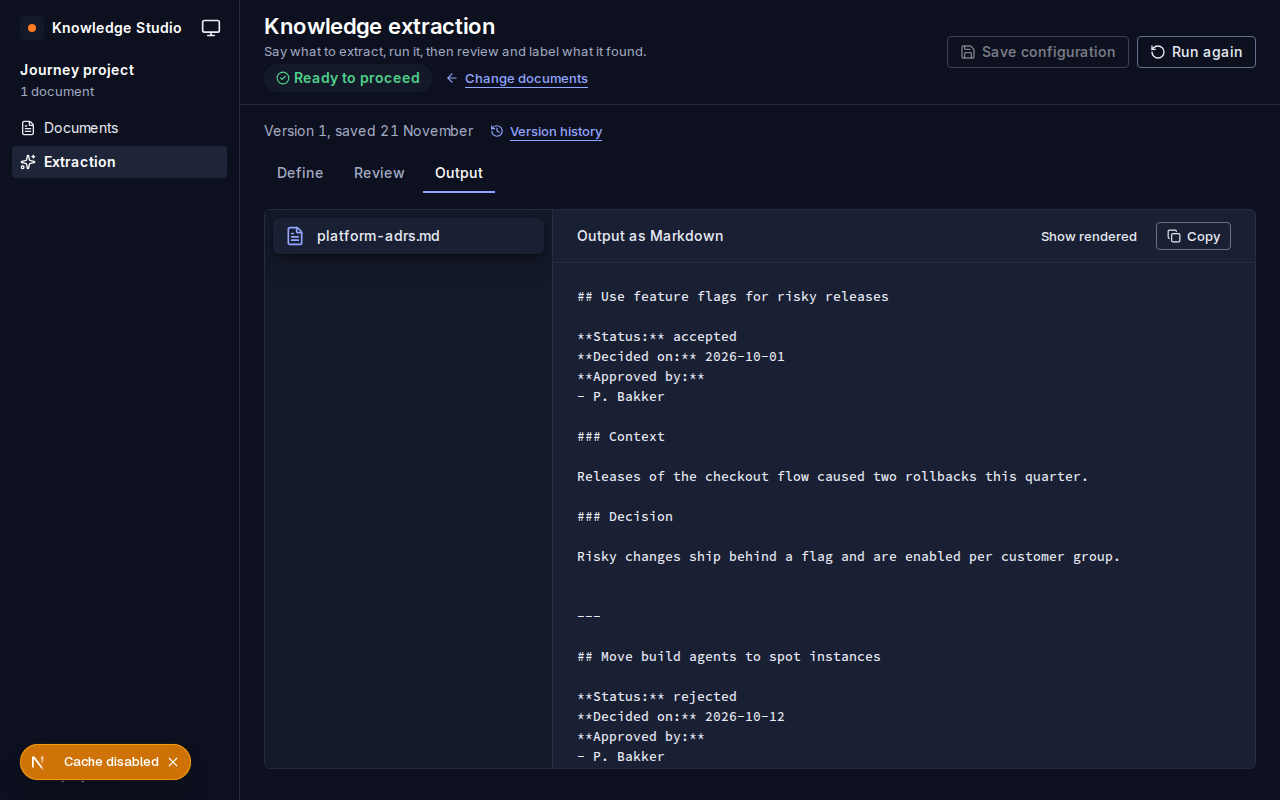 Knowledge Studio
Journey project
1 document
Documents
Extraction
Cache disabled
Knowledge extraction
Say what to extract, run it, then review and label what it found.
Ready to proceed
Change documents
Save configuration
Run again
Version 1, saved 21 November
Version history
Define
Review
Output
platform-adrs.md
Output as Markdown
Show rendered
Copy
## Use feature flags for risky releases
**Status:** accepted
**Decided on:** 2026-10-01
**Approved by:**
- P. Bakker
### Context
Releases of the checkout flow caused two rollbacks this quarter.
### Decision
Risky changes ship behind a flag and are enabled per customer group.
---
## Move build agents to spot instances
**Status:** rejected
**Decided on:** 2026-10-12
**Approved by:**
- P. Bakker